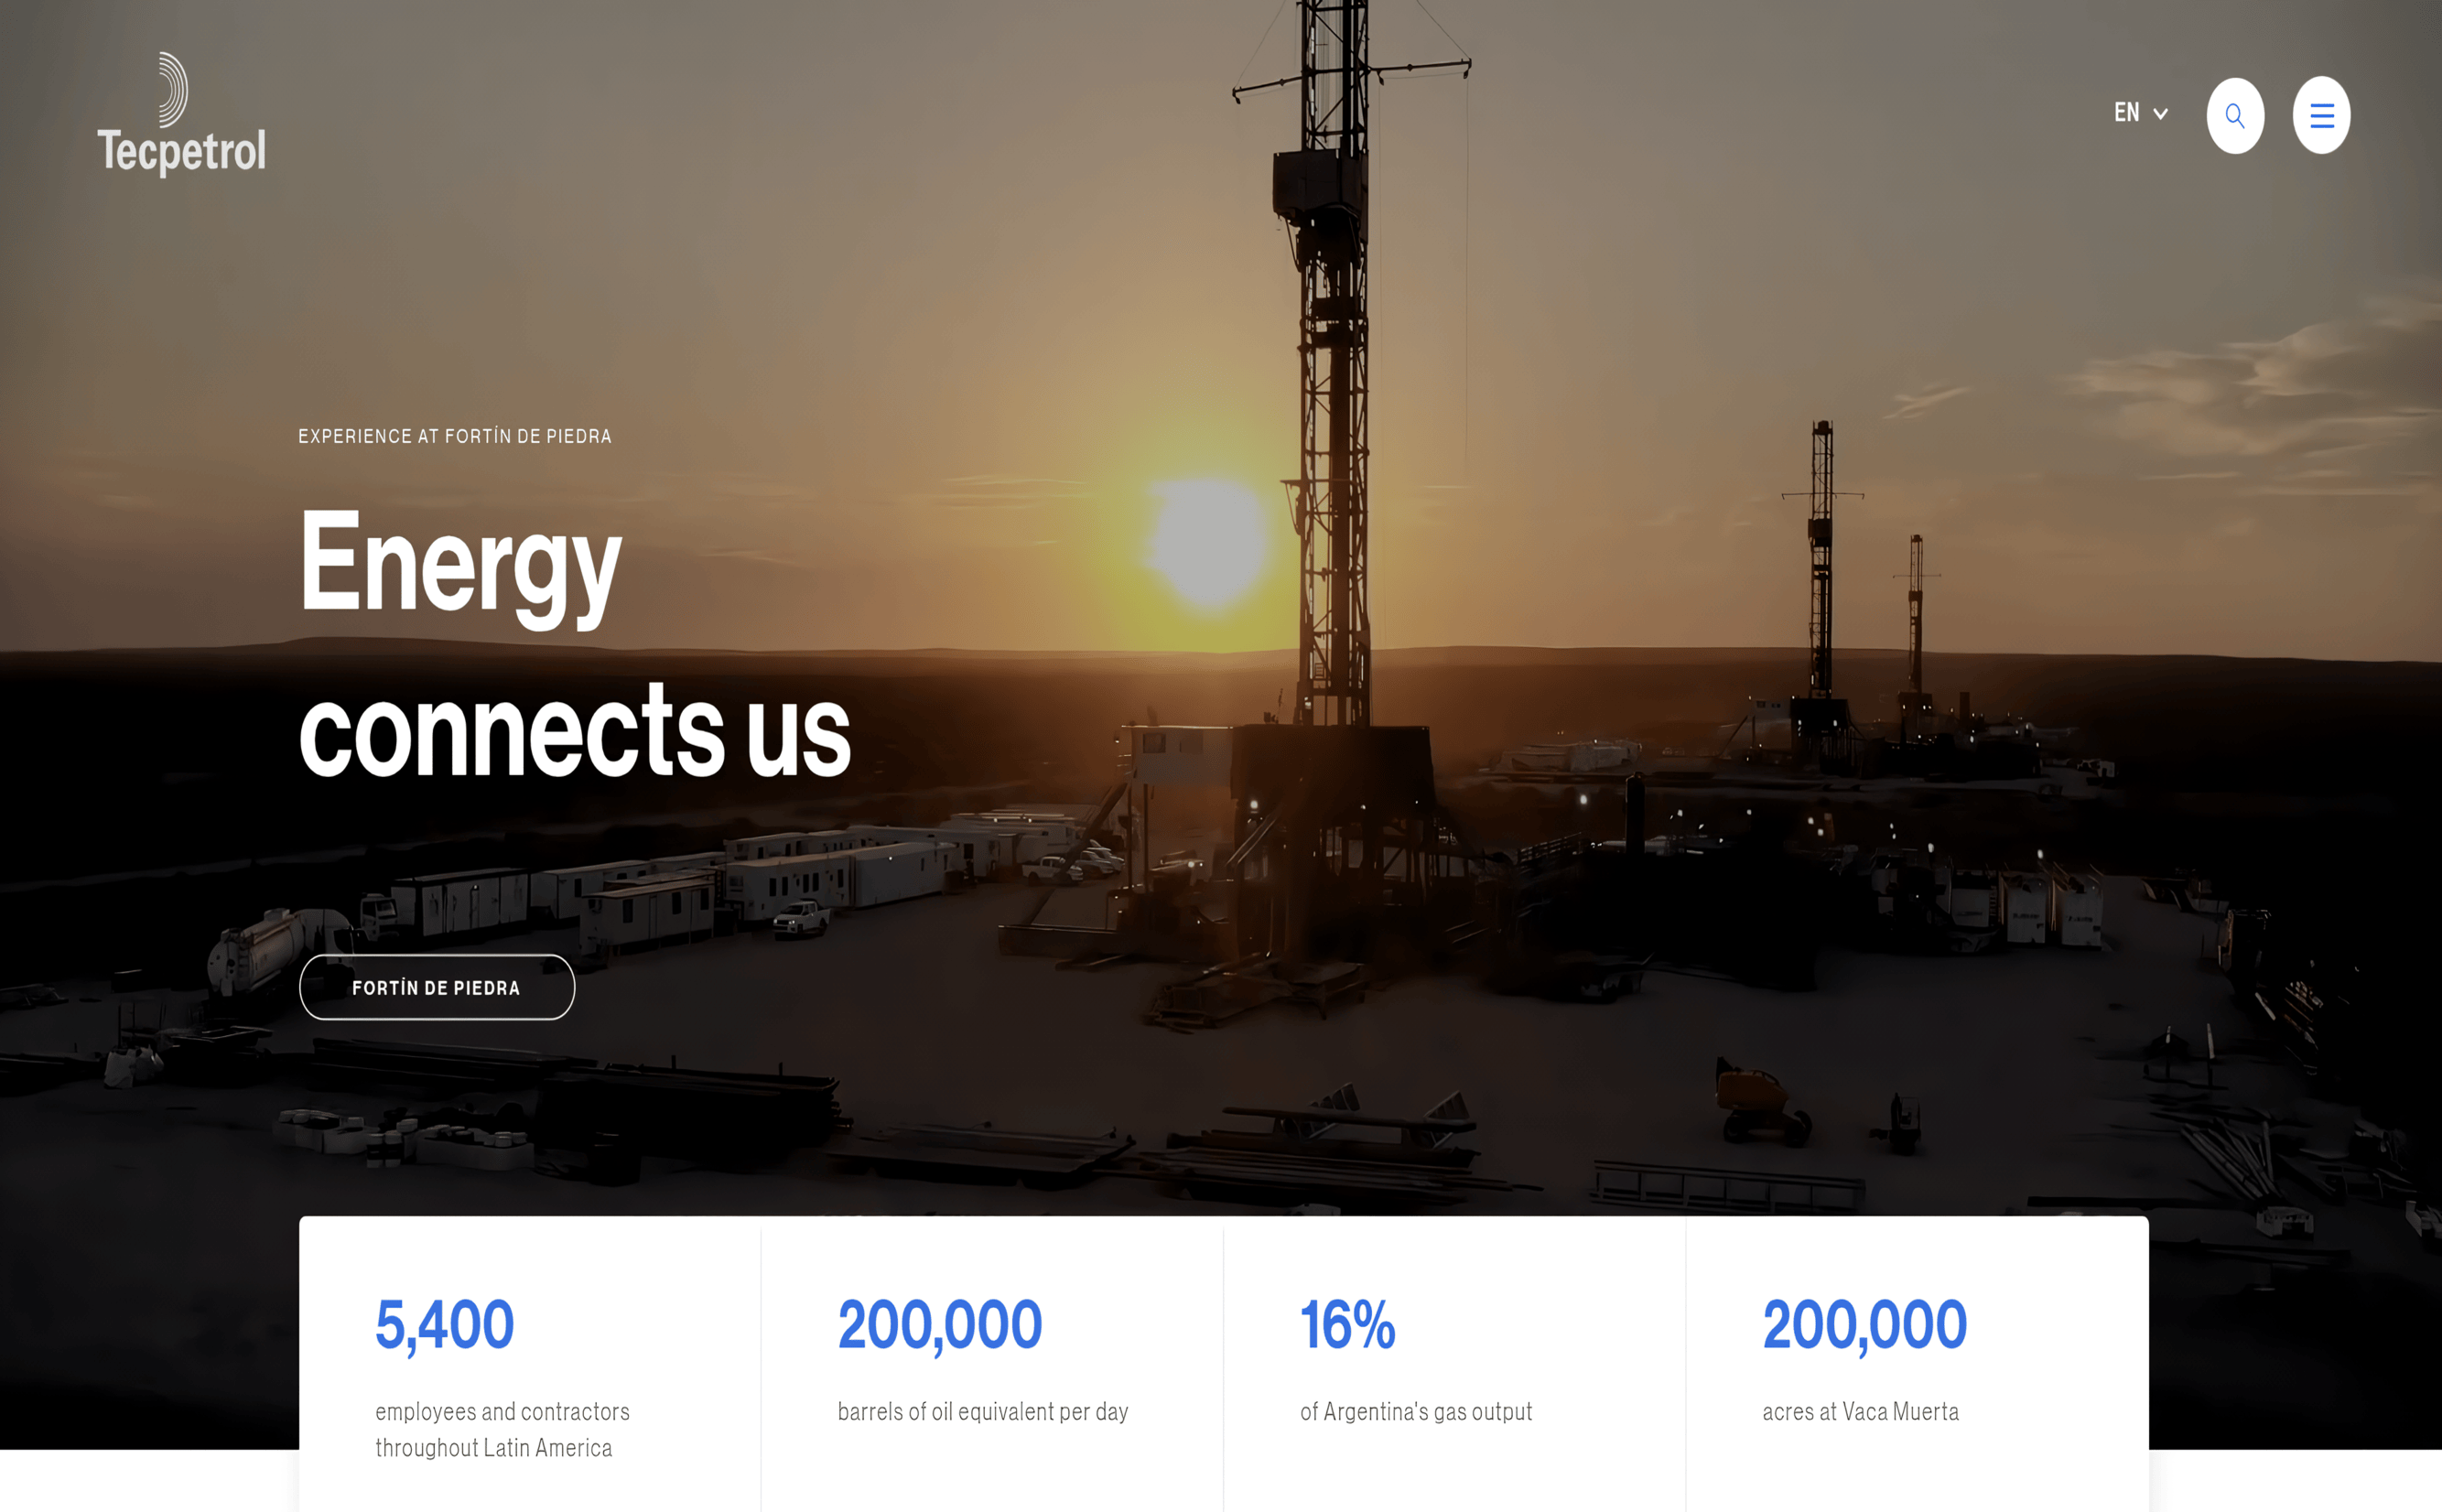 Tecpetrol
EN
EXPERIENCE AT FORTÍN DE PIEDRA
Energy
connects us
FORTÍN DE PIEDRA
5,400
employees and contractors
throughout Latin America
200,000
barrels of oil equivalent per day
16%
of Argentina's gas output
200,000
acres at Vaca Muerta